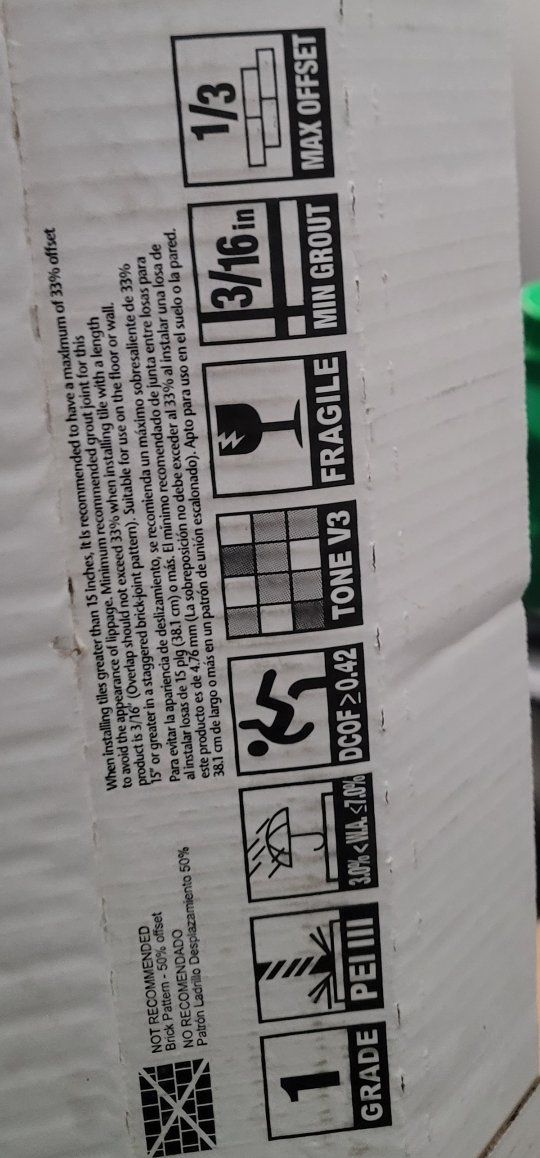 NOT RECOMMENDED
Brick Pattern - 50% offset
NO RECOMENDADO
Patrón Ladrillo Desplazamiento 50%
When installing tiles greater than 15 inches, it is recommended to have a maximum of 33% offset
to avoid the appearance of lippage. Minimum recommended grout joint for this
product is 3/16" (Overlap should not exceed 33% when installing tile with a length
15" or greater in a staggered brick-joint pattern). Suitable for use on the floor or wall.
Para evitar la apariencia de deslizamiento, se recomienda un máximo sobresaliente de 33%
al instalar losas de 15 plg (38.1 cm) o más. El mínimo recomendado de junta entre losas para
este producto es de 4.76 mm (La sobreposición no debe exceder al 33% al instalar una losa de
38.1 cm de largo o más en un patrón de unión escalonado). Apto para uso en el suelo o la pared.
1
GRADE
PEI III
3.0% < W.A. ≤7.0%
DCOF ≥ 0.42
TONE V3
FRAGILE
3/16 in
MIN GROUT
1/3
MAX OFFSET